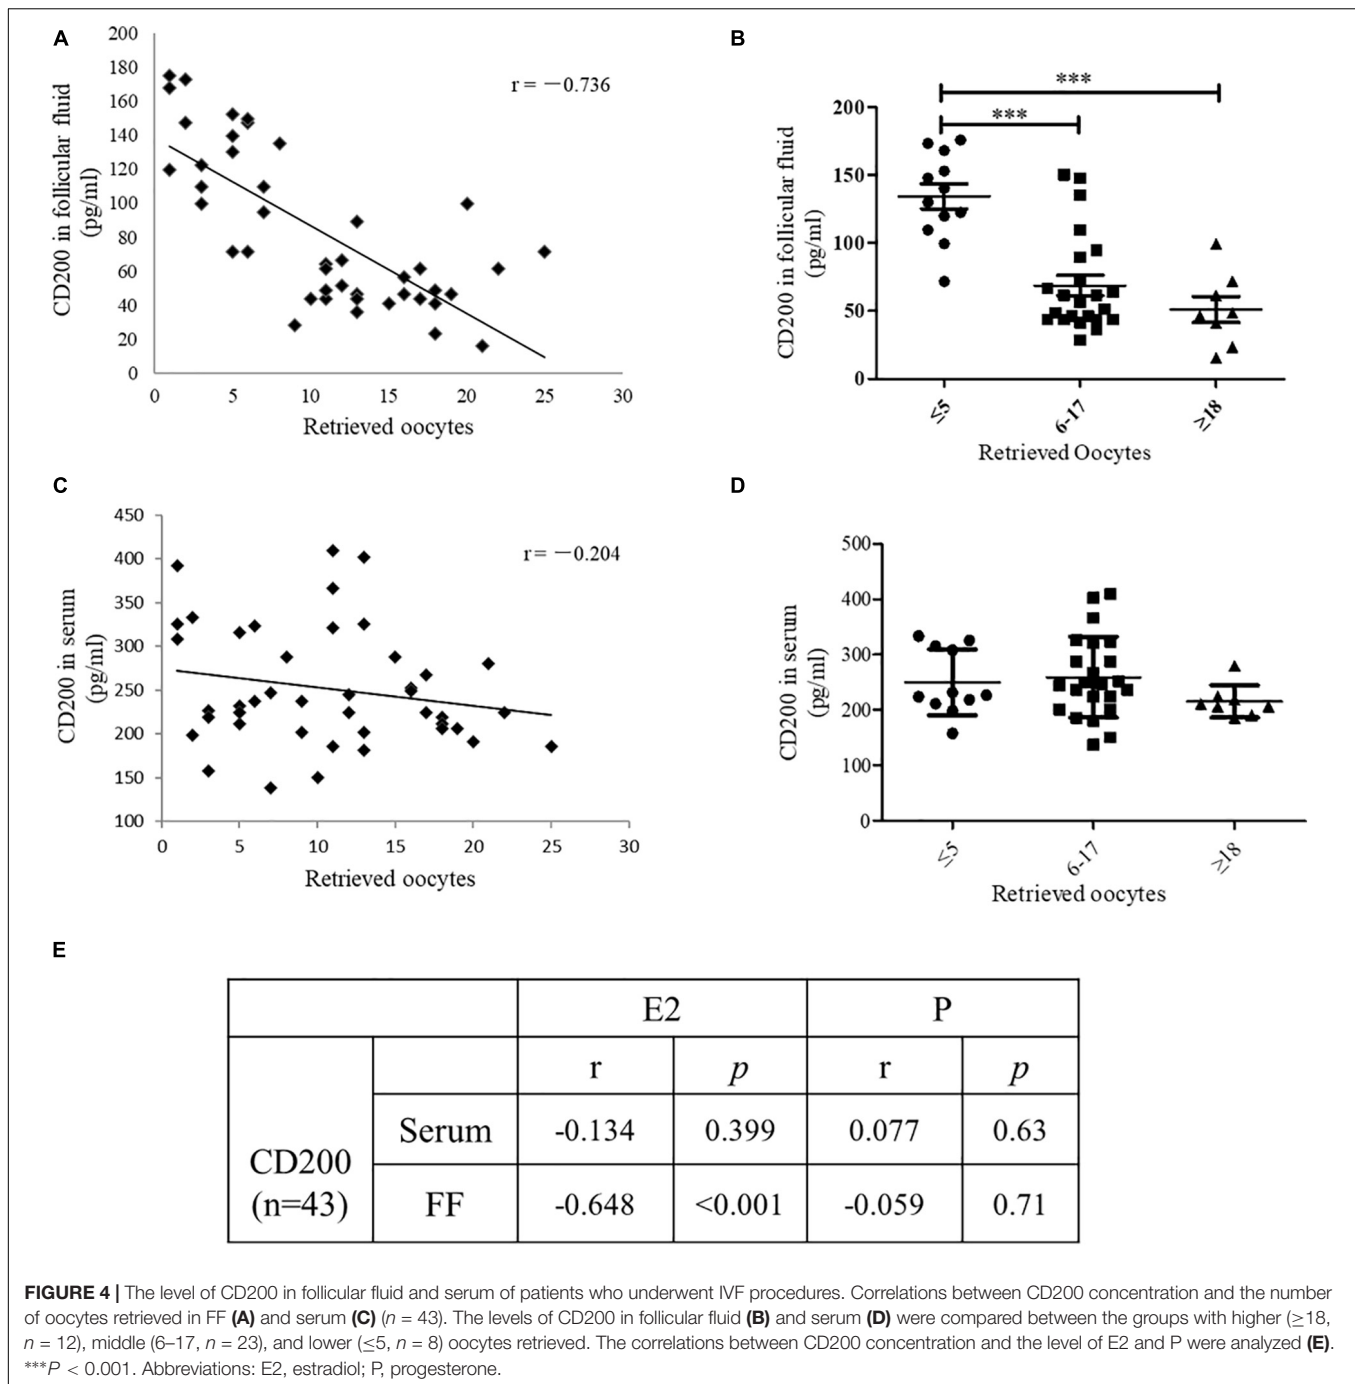 A
200
180
160
140
120
100
80
60
40
20
0
0 5 10 15 20 25 30
CD200 in follicular fluid
(pg/ml)
r = －0.736
Retrieved oocytes
B
***
***
200
150
100
50
0
CD200 in follicular fluid
(pg/ml)
≤5 6-17 ≥18
Retrieved Oocytes
C
450
400
350
300
250
200
150
100
0 5 10 15 20 25 30
CD200 in serum
(pg/ml)
r= －0.204
Retrieved oocytes
D
500
400
300
200
100
0
CD200 in serum
(pg/ml)
≤5 6-17 ≥18
Retrieved oocytes
E
E2 P
r p r p
Serum -0.134 0.399 0.077 0.63
CD200
(n=43)
FF -0.648 <0.001 -0.059 0.71
FIGURE 4 | The level of CD200 in follicular fluid and serum of patients who underwent IVF procedures. Correlations between CD200 concentration and the number
of oocytes retrieved in FF (A) and serum (C) (n = 43). The levels of CD200 in follicular fluid (B) and serum (D) were compared between the groups with higher (≥18,
n = 12), middle (6–17, n = 23), and lower (≤5, n = 8) oocytes retrieved. The correlations between CD200 concentration and the level of E2 and P were analyzed (E).
***P < 0.001. Abbreviations: E2, estradiol; P, progesterone.